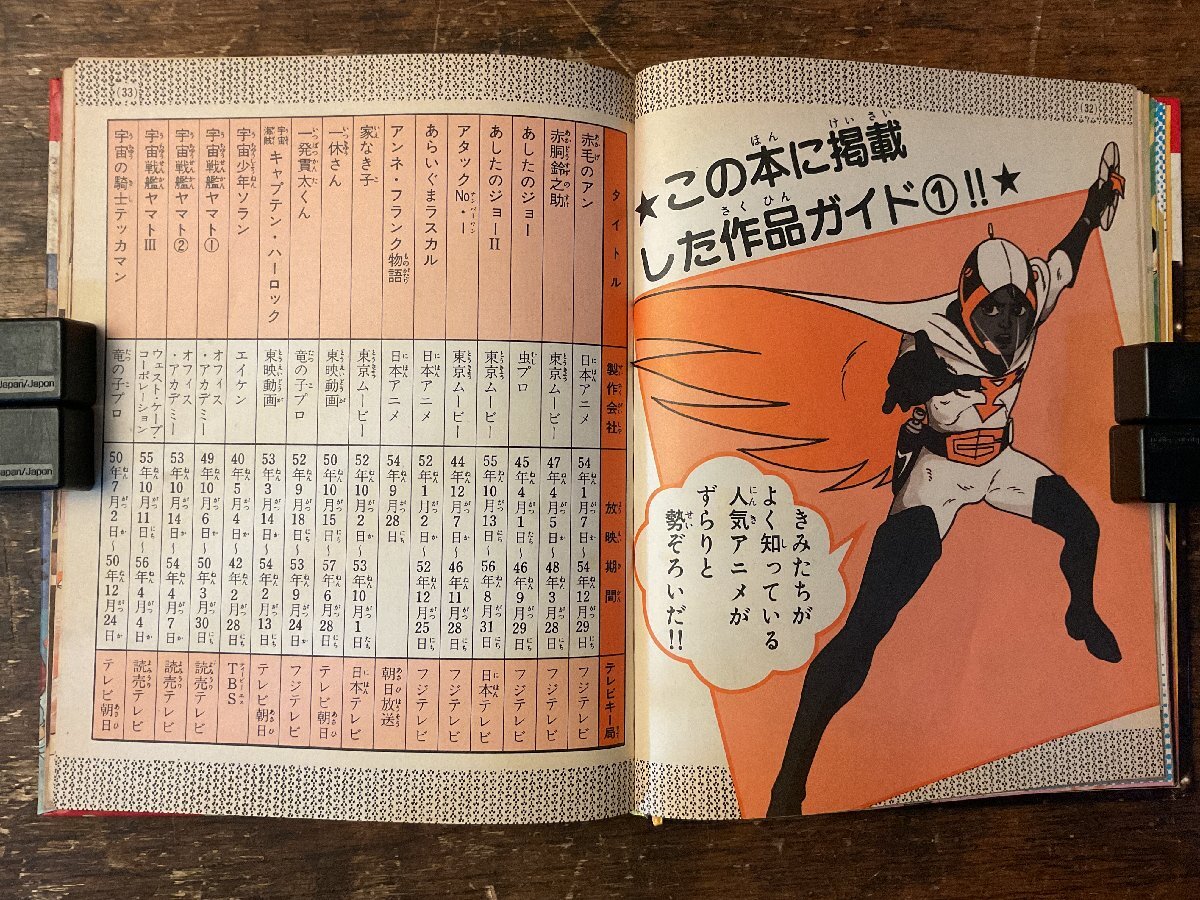 (32)
★この本に掲載
した作品ガイド①!!★
きみたちが
よく知っている
人気アニメが
ずらりと
勢ぞろいだ!!
(33)
タイトル 製作会社 放映期間 テレビキー局
赤毛のアン 日本アニメ 54年1月7日〜54年12月29日 フジテレビ
赤胴鈴之助 東京ムービー 47年4月5日〜48年3月28日 フジテレビ
あしたのジョー 虫プロ 45年4月1日〜46年9月29日 フジテレビ
あしたのジョーII 東京ムービー 55年10月13日〜56年8月31日 日本テレビ
アタックNo.1 東京ムービー 44年12月7日〜46年11月28日 フジテレビ
あらいぐまラスカル 日本アニメ 52年1月2日〜52年12月25日 フジテレビ
アンネ・フランク物語 日本アニメ 54年9月28日 朝日放送
家なき子 東京ムービー 52年10月2日〜53年10月1日 日本テレビ
一休さん 東映動画 50年10月15日〜57年6月28日 テレビ朝日
一発貫太くん 竜の子プロ 52年9月18日〜53年9月24日 フジテレビ
宇宙海賊キャプテン・ハーロック 東映動画 53年3月14日〜54年2月13日 テレビ朝日
宇宙少年ソラン エイケン 40年5月4日〜42年2月28日 TBS
宇宙戦艦ヤマト① オフィス・アカデミー 49年10月6日〜50年3月30日 読売テレビ
宇宙戦艦ヤマト② オフィス・アカデミー 53年10月14日〜54年4月7日 読売テレビ
宇宙戦艦ヤマトIII ウェスト・ケープ・コーポレーション 55年10月11日〜56年4月4日 読売テレビ
宇宙の騎士テッカマン 竜の子プロ 50年7月2日〜50年12月24日 テレビ朝日
Japan/Japon
Japan/Japon